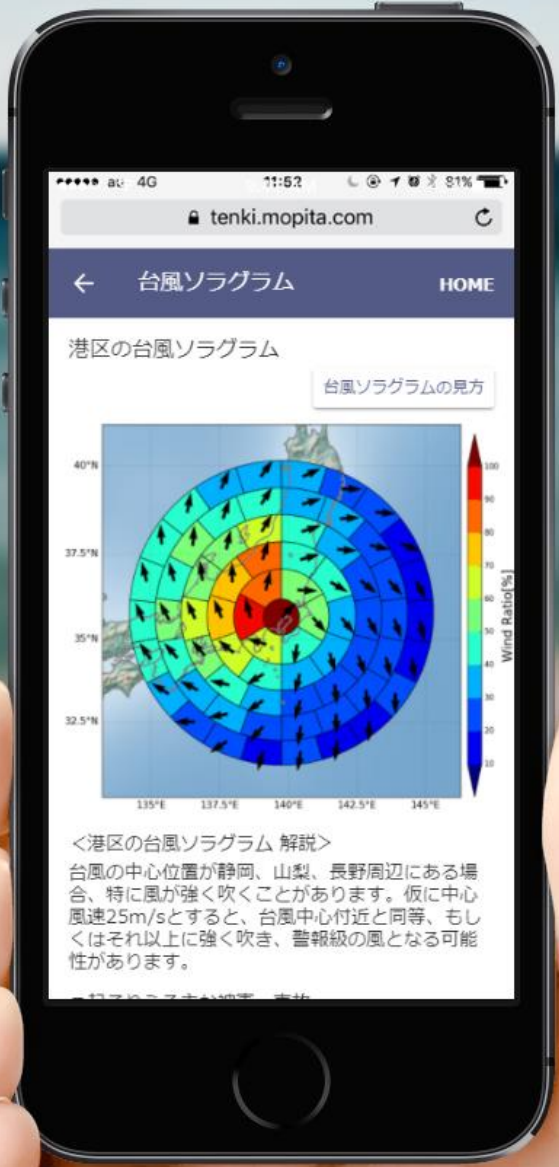 au 4G 11:52 81%
tenki.mopita.com
台風ソラグラム HOME
港区の台風ソラグラム
台風ソラグラムの見方
40°N
37.5°N
35°N
32.5°N
135°E 137.5°E 140°E 142.5°E 145°E
100
90
80
70
60
50
40
30
20
10
Wind Ratio[%]
<港区の台風ソラグラム 解説>
台風の中心位置が静岡、山梨、長野周辺にある場
合、特に風が強く吹くことがあります。仮に中心
風速25m/sとすると、台風中心付近と同等、もし
くはそれ以上に強く吹き、警報級の風となる可能
性があります。